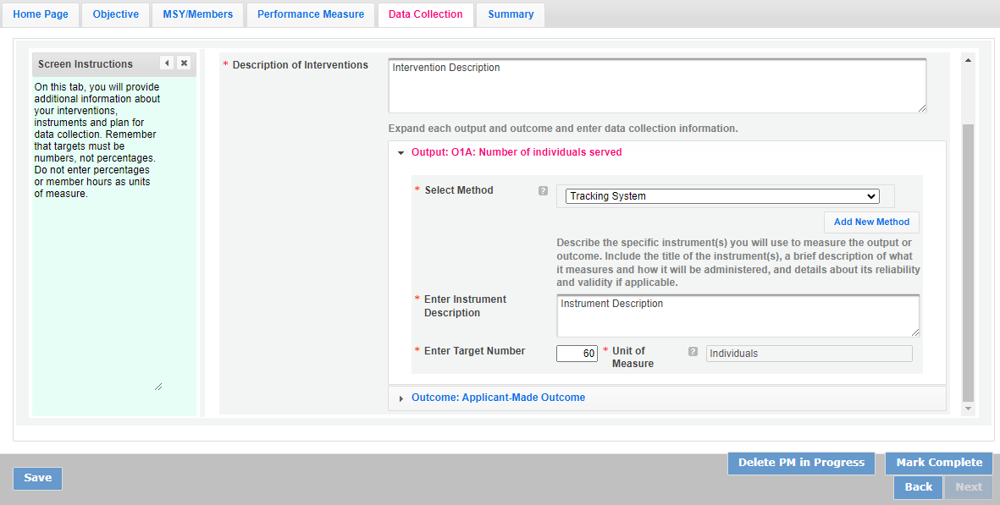 Home Page
Objective
MSY/Members
Performance Measure
Data Collection
Summary
Screen Instructions
On this tab, you will provide
additional information about
your interventions,
instruments and plan for
data collection. Remember
that targets must be
numbers, not percentages.
Do not enter percentages
or member hours as units
of measure.
* Description of Interventions
Intervention Description
Expand each output and outcome and enter data collection information.
Output: O1A: Number of individuals served
* Select Method
?
Tracking System
Add New Method
Describe the specific instrument(s) you will use to measure the output or
outcome. Include the title of the instrument(s), a brief description of what
it measures and how it will be administered, and details about its reliability
and validity if applicable.
* Enter Instrument
Description
Instrument Description
* Enter Target Number
60
* Unit of
Measure
?
Individuals
Outcome: Applicant-Made Outcome
Save
Delete PM in Progress
Mark Complete
Back
Next